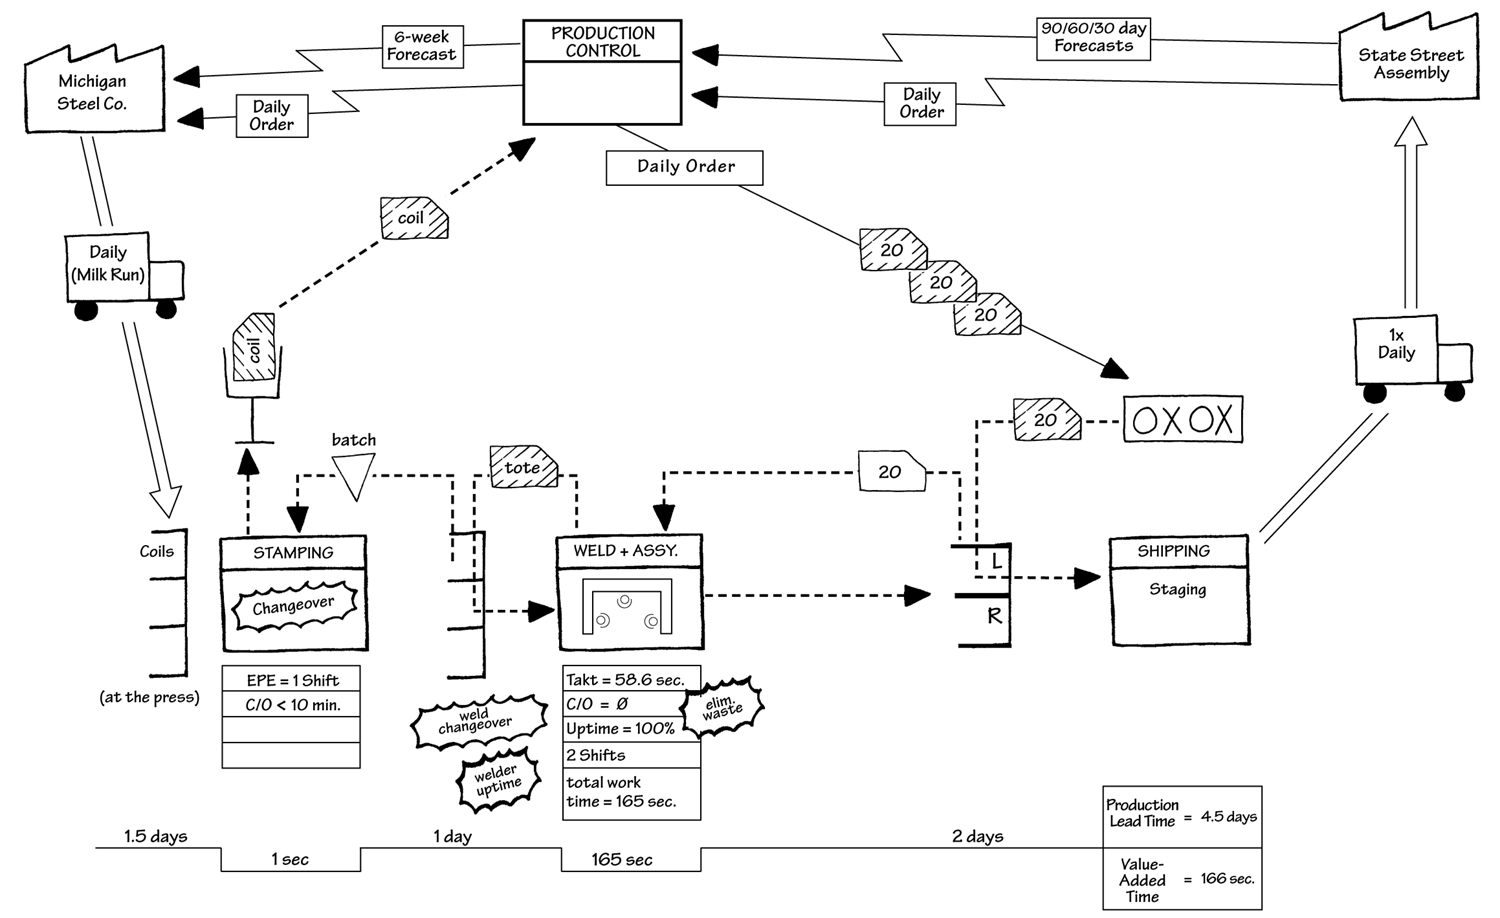 6-week
Forecast
PRODUCTION
CONTROL
90/60/30 day
Forecasts
State Street
Assembly
Michigan
Steel Co.
Daily
Order
Daily
Order
Daily Order
coil
20
20
20
Daily
(Milk Run)
coil
1x
Daily
20
OXOX
batch
tote
20
Coils
STAMPING
Changeover
WELD + ASSY.
L
R
SHIPPING
Staging
(at the press)
EPE = 1 Shift
C/O < 10 min.
weld
changeover
welder
uptime
Takt = 58.6 sec.
C/O = Ø
Uptime = 100%
2 Shifts
total work
time = 165 sec.
elim.
waste
1.5 days
1 sec
1 day
165 sec
2 days
Production
Lead Time = 4.5 days
Value-
Added = 166 sec.
Time